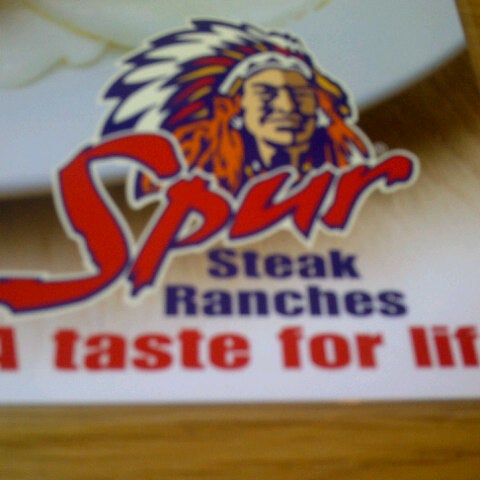 Spur
Steak
Ranches
taste for